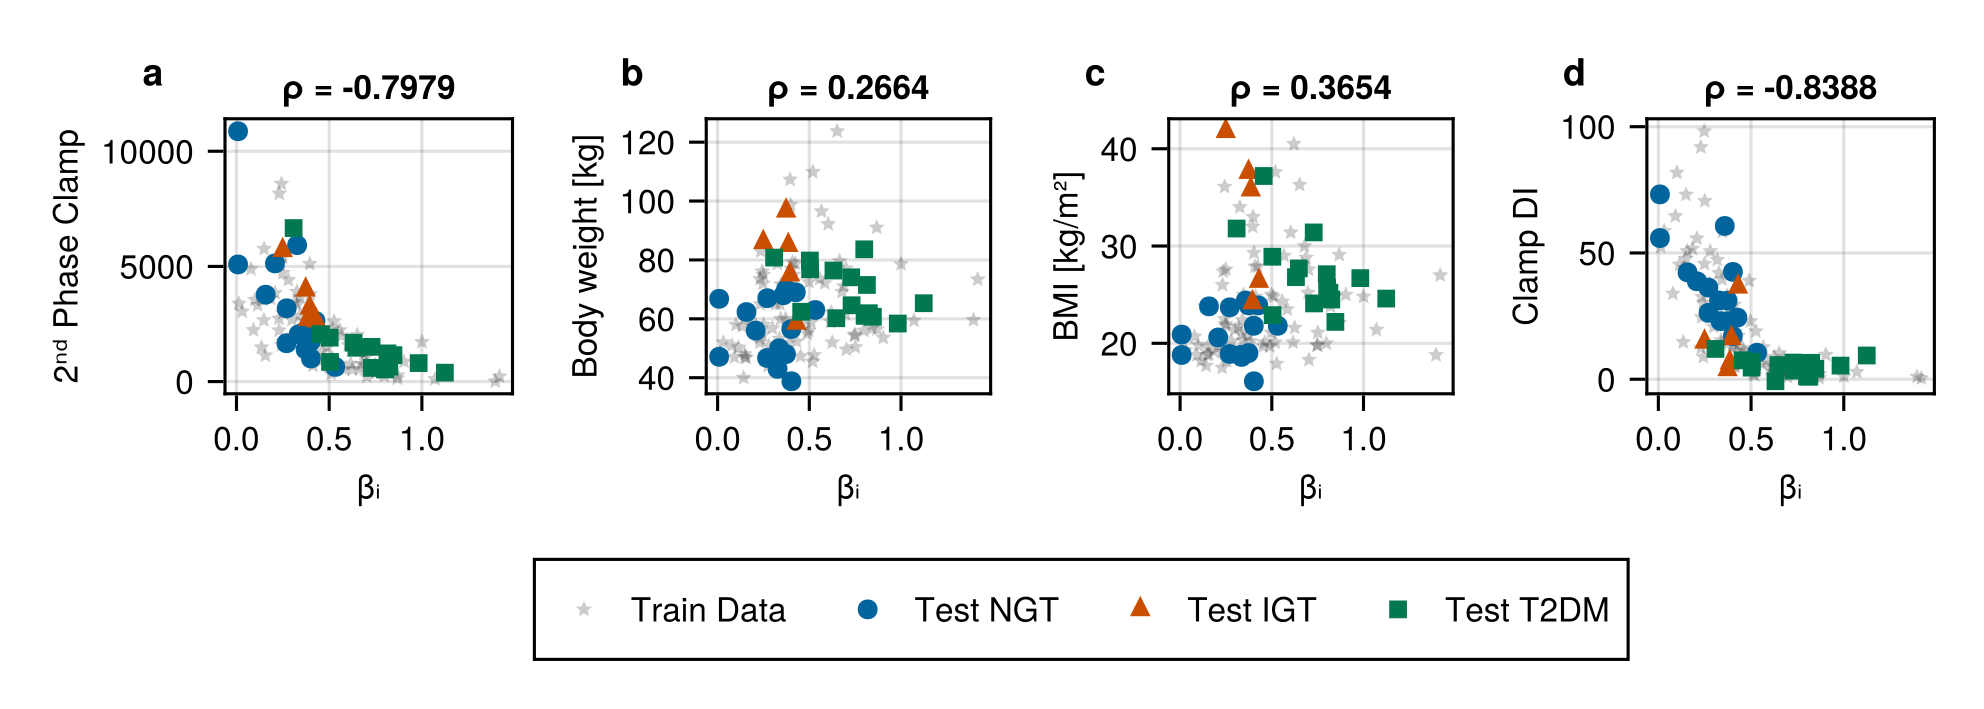 a
ρ = -0.7979
2ⁿᵈ Phase Clamp
10000
5000
0
0.0 0.5 1.0
βᵢ
b
ρ = 0.2664
Body weight [kg]
120
100
80
60
40
0.0 0.5 1.0
βᵢ
c
ρ = 0.3654
BMI [kg/m²]
40
30
20
0.0 0.5 1.0
βᵢ
d
ρ = -0.8388
Clamp DI
100
50
0
0.0 0.5 1.0
βᵢ
Train Data Test NGT Test IGT Test T2DM